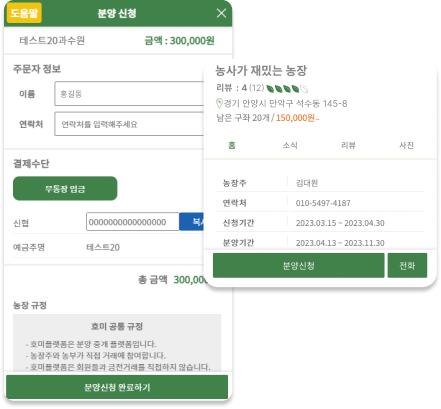 도움말
분양 신청
테스트20과수원
금액 : 300,000원
주문자 정보
이름
홍길동
연락처
연락처를 입력해주세요
결제수단
무통장 입금
신협
0000000000000000
예금주명
테스트20
총 금액
농장 규정
호미 공통 규정
- 호미플랫폼은 분양 중개 플랫폼입니다.
- 농장주와 농부가 직접 거래에 참여합니다.
- 호미플랫폼은 회원들과 금전거래를 직접하지 않습니다.
분양신청 완료하기
농사가 재밌는 농장
리뷰 : 4 (12)
경기 안양시 만악구 석수동 145-8
남은 구좌 20개 / 150,000원~
홈
소식
리뷰
사진
농장주
김대원
연락처
010-5497-4187
신청기간
2023.03.15 ~ 2023.04.30
분양기간
2023.04.13 ~ 2023.11.30
분양신청
전화